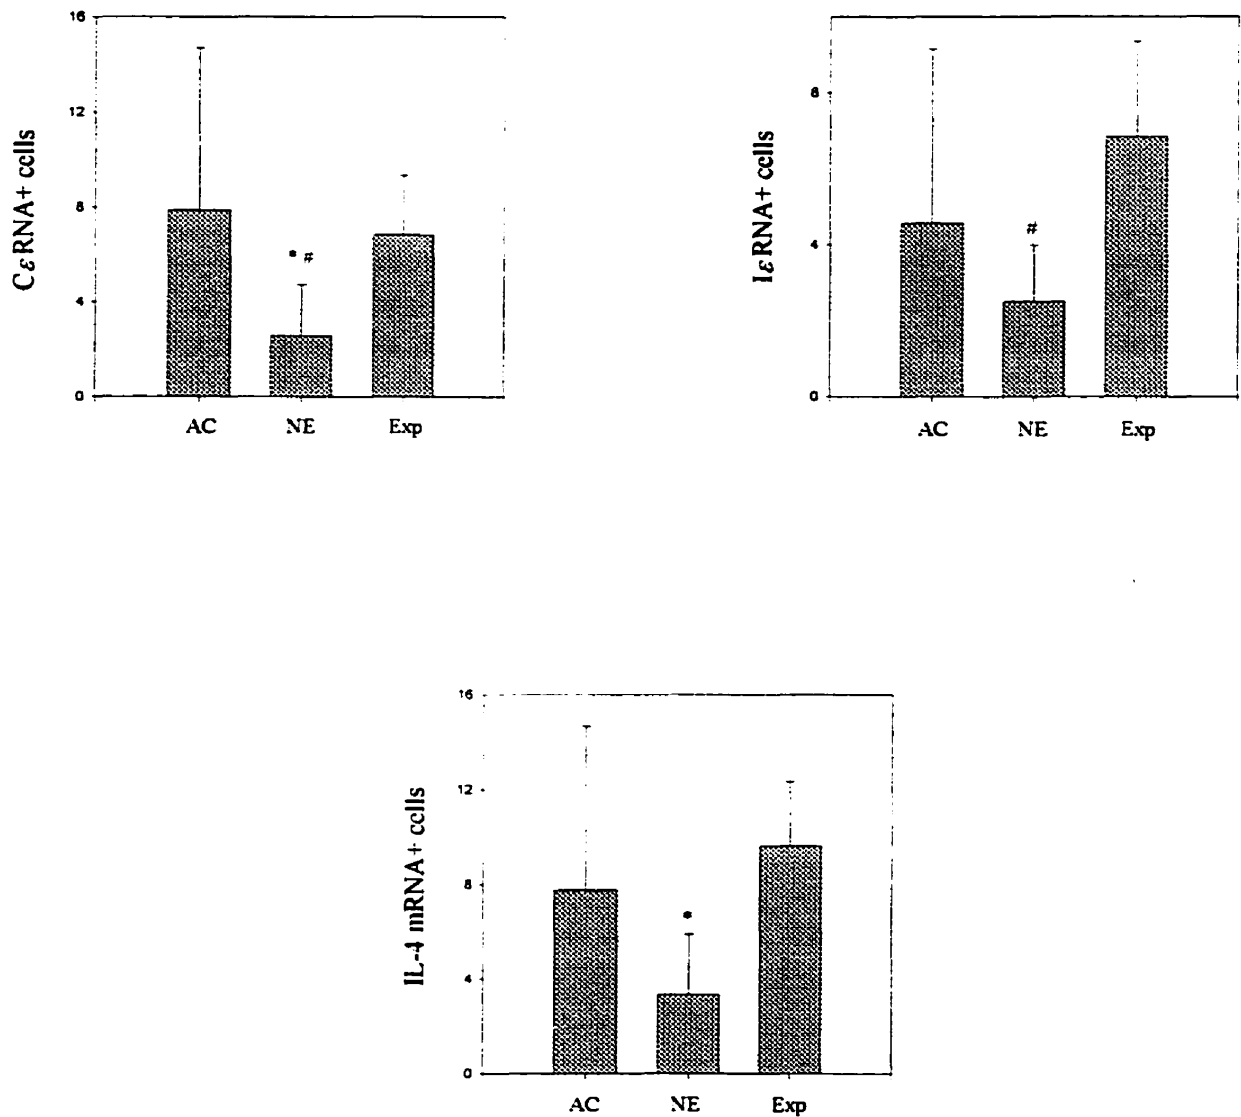 16
12
8
4
0
CεRNA+ cells
* #
AC NE Exp
8
4
0
IεRNA+ cells
#
AC NE Exp
16
12
8
4
0
IL-4 mRNA+ cells
*
AC NE Exp